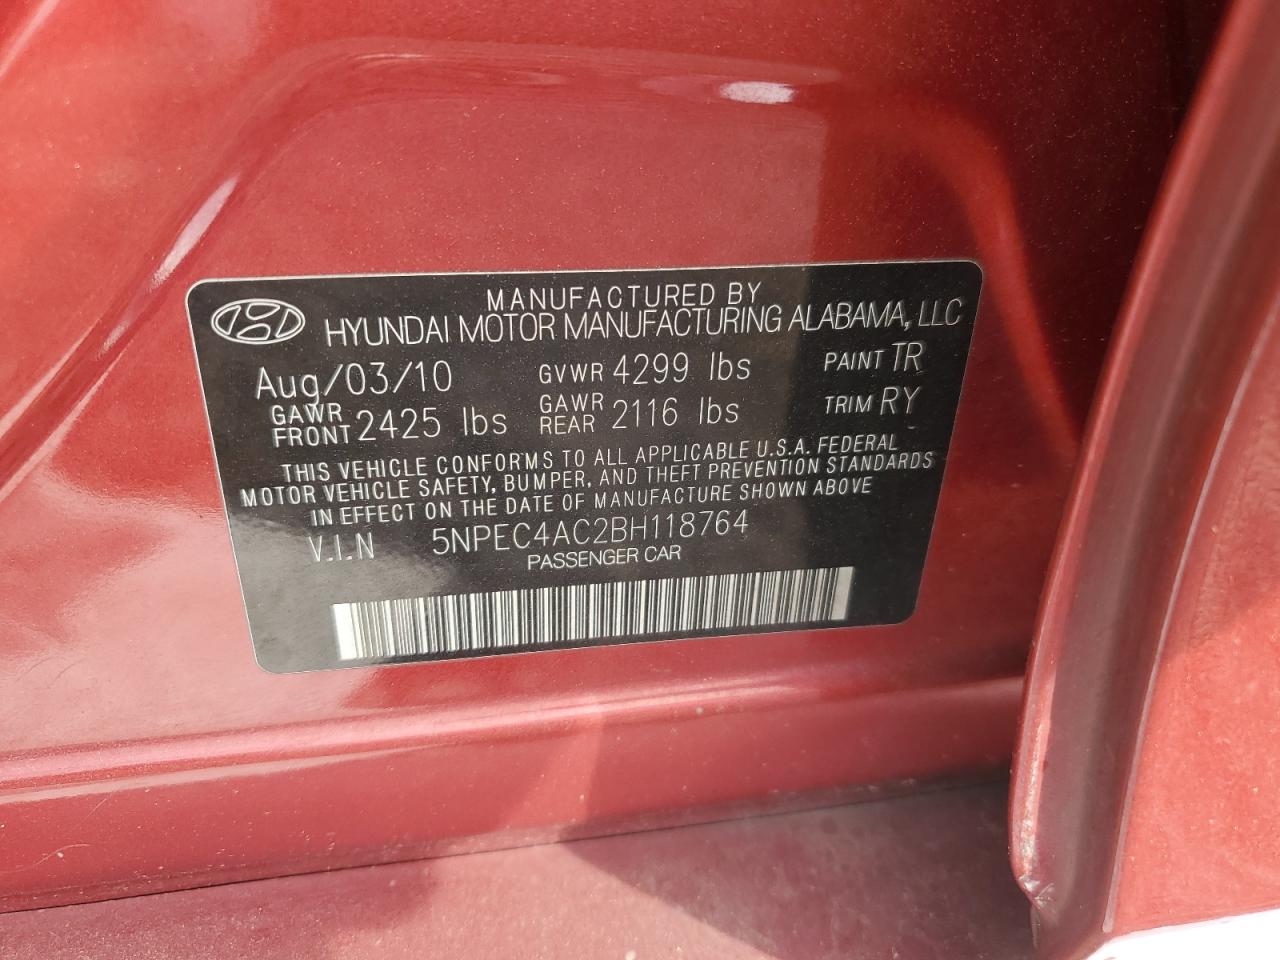 MANUFACTURED BY
HYUNDAI MOTOR MANUFACTURING ALABAMA, LLC
Aug/03/10 GVWR 4299 lbs PAINT TR
GAWR FRONT 2425 lbs GAWR REAR 2116 lbs TRIM RY
THIS VEHICLE CONFORMS TO ALL APPLICABLE U.S.A. FEDERAL
MOTOR VEHICLE SAFETY, BUMPER, AND THEFT PREVENTION STANDARDS
IN EFFECT ON THE DATE OF MANUFACTURE SHOWN ABOVE
V.I.N 5NPEC4AC2BH118764
PASSENGER CAR